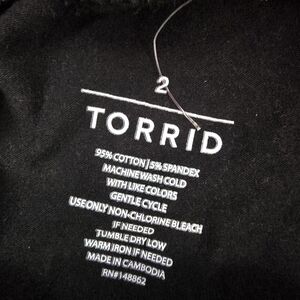 2
TORRID
95% COTTON | 5% SPANDEX
MACHINE WASH COLD
WITH LIKE COLORS
GENTLE CYCLE
USE ONLY NON-CHLORINE BLEACH
IF NEEDED
TUMBLE DRY LOW
WARM IRON IF NEEDED
MADE IN CAMBODIA
RN#148862